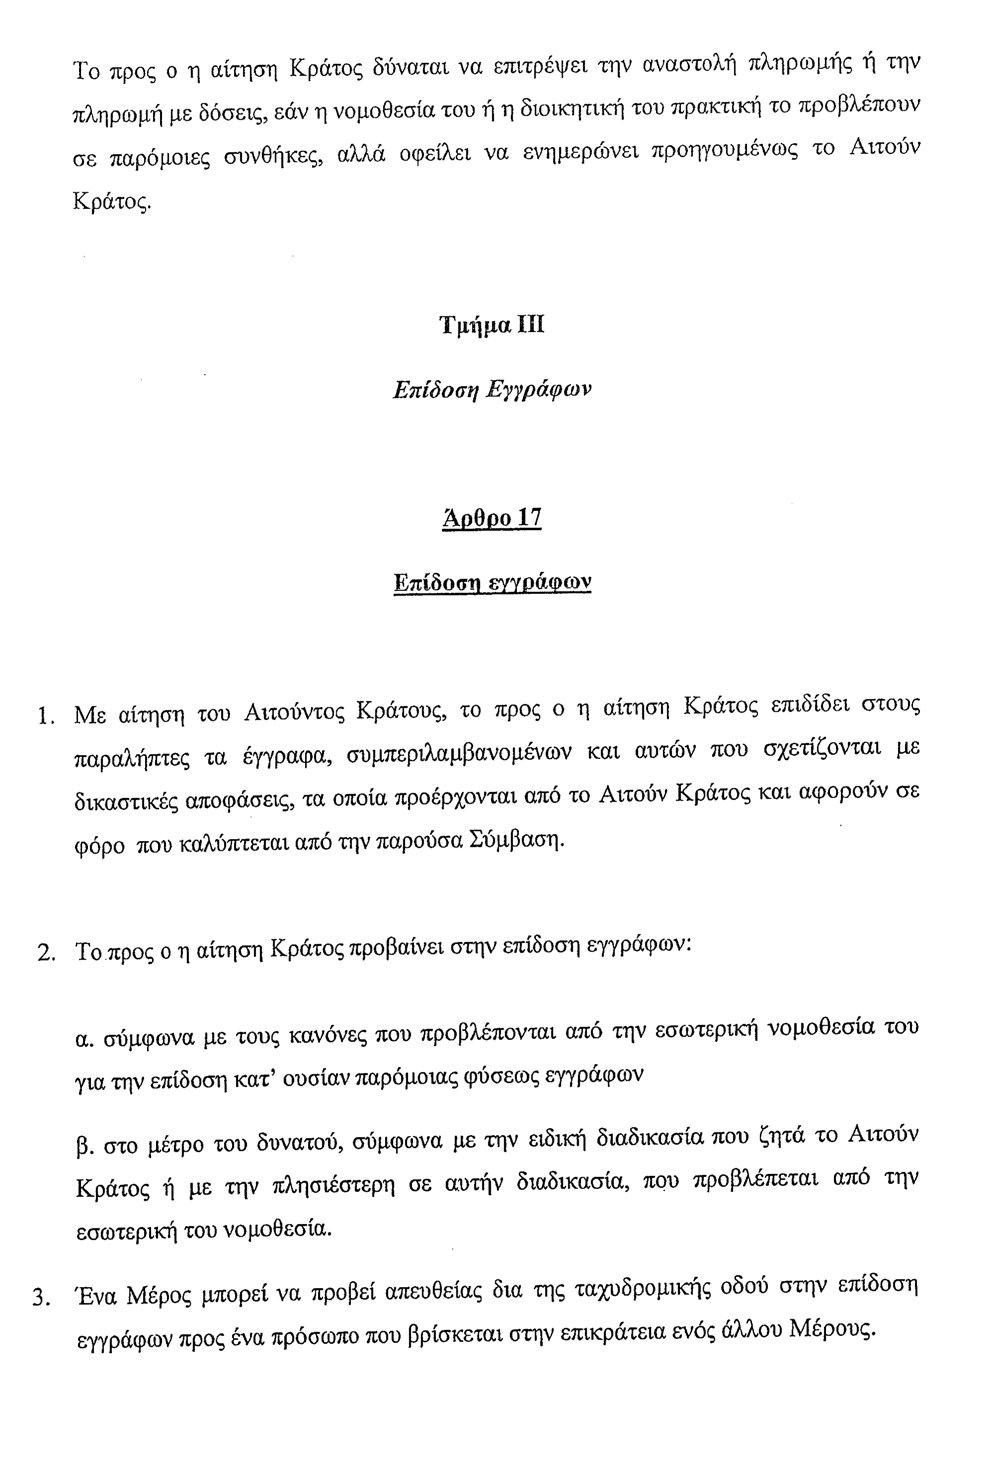 Το προς ο η αίτηση Κράτος δύναται να επιτρέψει την αναστολή πληρωμής ή την
πληρωμή με δόσεις, εάν η νομοθεσία του ή η διοικητική του πρακτική το προβλέπουν
σε παρόμοιες συνθήκες, αλλά οφείλει να ενημερώνει προηγουμένως το Αιτούν
Κράτος.
Τμήμα III
Επίδοση Εγγράφων
Άρθρο 17
Επίδοση εγγράφων
1. Με αίτηση του Αιτούντος Κράτους, το προς ο η αίτηση Κράτος επιδίδει στους
παραλήπτες τα έγγραφα, συμπεριλαμβανομένων και αυτών που σχετίζονται με
δικαστικές αποφάσεις, τα οποία προέρχονται από το Αιτούν Κράτος και αφορούν σε
φόρο που καλύπτεται από την παρούσα Σύμβαση.
2. Το προς ο η αίτηση Κράτος προβαίνει στην επίδοση εγγράφων:
α. σύμφωνα με τους κανόνες που προβλέπονται από την εσωτερική νομοθεσία του
για την επίδοση κατ’ ουσίαν παρόμοιας φύσεως εγγράφων
β. στο μέτρο του δυνατού, σύμφωνα με την ειδική διαδικασία που ζητά το Αιτούν
Κράτος ή με την πλησιέστερη σε αυτήν διαδικασία, που προβλέπεται από την
εσωτερική του νομοθεσία.
3. Ένα Μέρος μπορεί να προβεί απευθείας δια της ταχυδρομικής οδού στην επίδοση
εγγράφων προς ένα πρόσωπο που βρίσκεται στην επικράτεια ενός άλλου Μέρους.